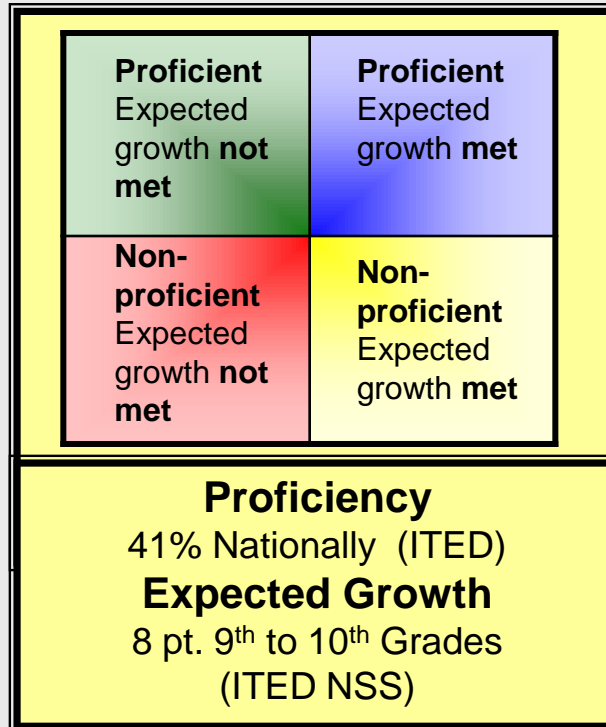 Proficient
Expected
growth not
met
Proficient
Expected
growth met
Non-
proficient
Expected
growth not
met
Non-
proficient
Expected
growth met
Proficiency
41% Nationally (ITED)
Expected Growth
8 pt. 9th to 10th Grades
(ITED NSS)